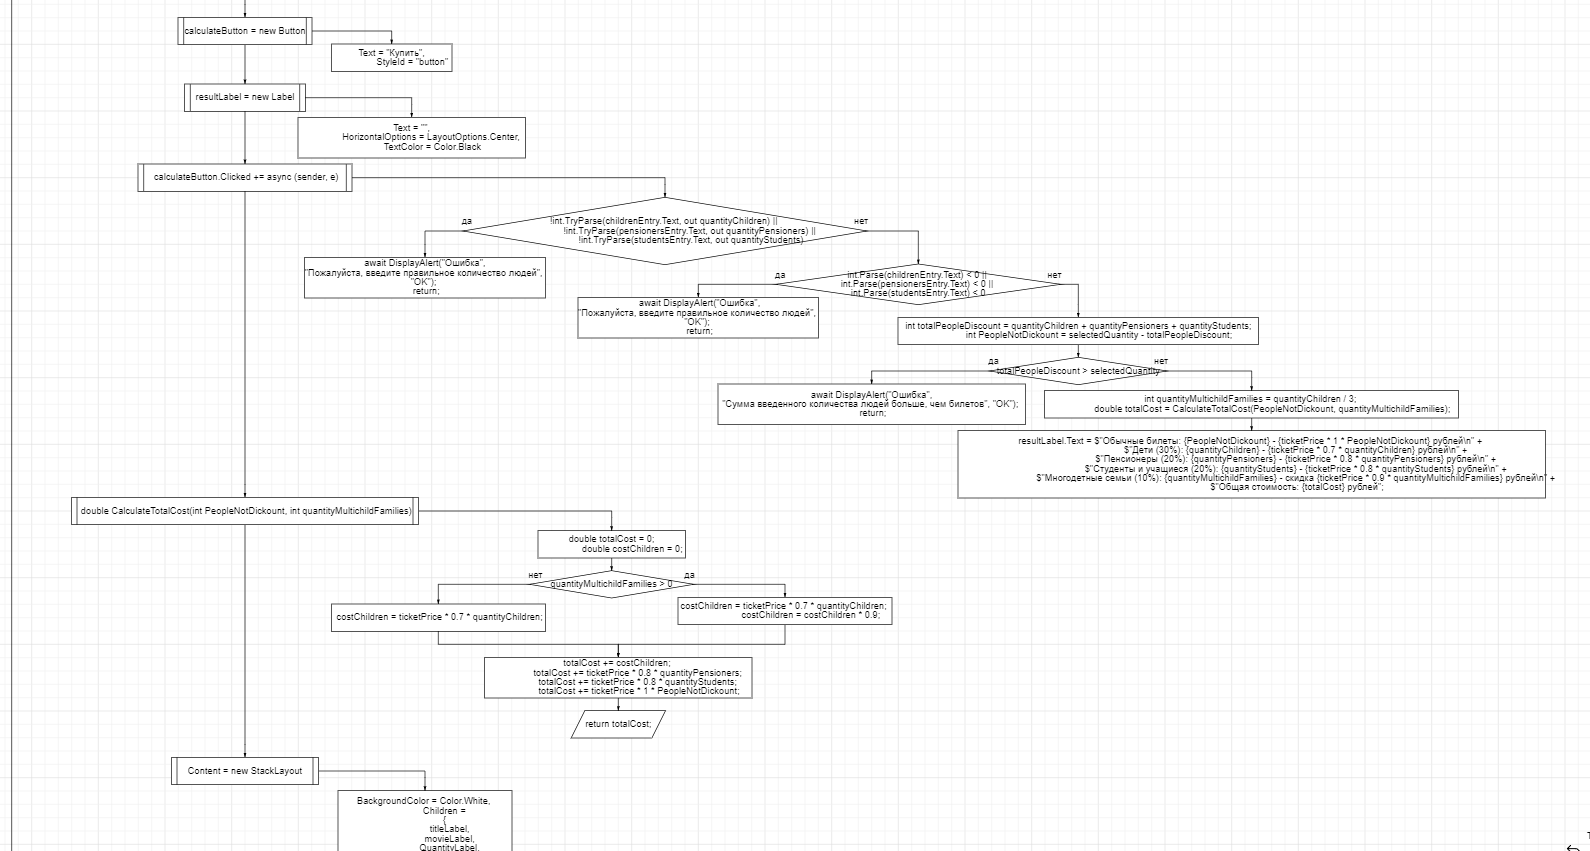 calculateButton = new Button
Text = "Купить",
StyleId = "button"
resultLabel = new Label
Text = "",
HorizontalOptions = LayoutOptions.Center,
TextColor = Color.Black
calculateButton.Clicked += async (sender, e)
да
!int.TryParse(childrenEntry.Text, out quantityChildren) ||
!int.TryParse(pensionersEntry.Text, out quantityPensioners) ||
!int.TryParse(studentsEntry.Text, out quantityStudents)
нет
await DisplayAlert("Ошибка",
"Пожалуйста, введите правильное количество людей",
"OK");
return;
да
int.Parse(childrenEntry.Text) < 0 ||
int.Parse(pensionersEntry.Text) < 0 ||
int.Parse(studentsEntry.Text) < 0
нет
await DisplayAlert("Ошибка",
"Пожалуйста, введите правильное количество людей",
"OK");
return;
int totalPeopleDiscount = quantityChildren + quantityPensioners + quantityStudents;
int PeopleNotDickount = selectedQuantity - totalPeopleDiscount;
да
totalPeopleDiscount > selectedQuantity
нет
await DisplayAlert("Ошибка",
"Сумма введенного количества людей больше, чем билетов", "OK");
return;
int quantityMultichildFamilies = quantityChildren / 3;
double totalCost = CalculateTotalCost(PeopleNotDickount, quantityMultichildFamilies);
resultLabel.Text = $"Обычные билеты: {PeopleNotDickount} - {ticketPrice * 1 * PeopleNotDickount} рублей\n" +
$"Дети (30%): {quantityChildren} - {ticketPrice * 0.7 * quantityChildren} рублей\n" +
$"Пенсионеры (20%): {quantityPensioners} - {ticketPrice * 0.8 * quantityPensioners} рублей\n" +
$"Студенты и учащиеся (20%): {quantityStudents} - {ticketPrice * 0.8 * quantityStudents} рублей\n" +
$"Многодетные семьи (10%): {quantityMultichildFamilies} - скидка {ticketPrice * 0.9 * quantityMultichildFamilies} рублей\n" +
$"Общая стоимость: {totalCost} рублей";
double CalculateTotalCost(int PeopleNotDickount, int quantityMultichildFamilies)
double totalCost = 0;
double costChildren = 0;
нет
quantityMultichildFamilies > 0
да
costChildren = ticketPrice * 0.7 * quantityChildren;
costChildren = ticketPrice * 0.7 * quantityChildren;
costChildren = costChildren * 0.9;
totalCost += costChildren;
totalCost += ticketPrice * 0.8 * quantityPensioners;
totalCost += ticketPrice * 0.8 * quantityStudents;
totalCost += ticketPrice * 1 * PeopleNotDickount;
return totalCost;
Content = new StackLayout
BackgroundColor = Color.White,
Children =
{
titleLabel,
movieLabel,
QuantityLabel,